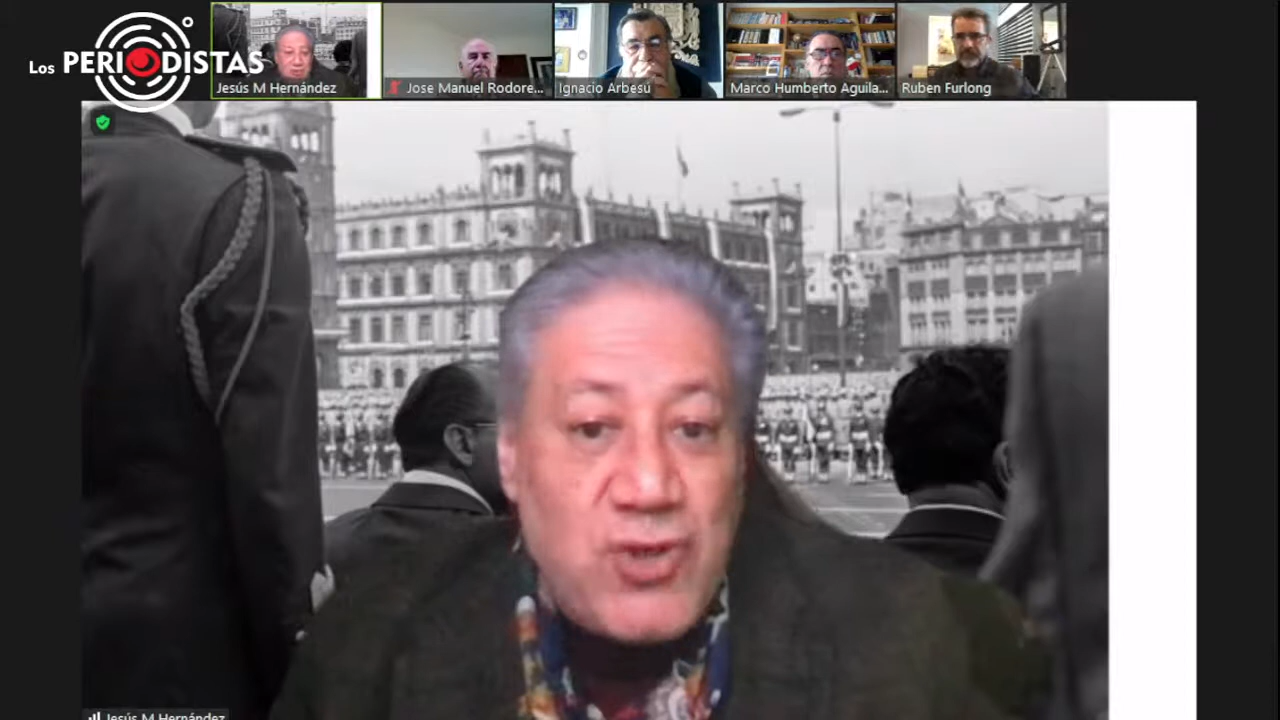 Los PERIODISTAS
Jesús M Hernández
Jose Manuel Rodore...
Ignacio Arbesú
Marco Humberto Aguila...
Ruben Furlong
Jesús M Hernández